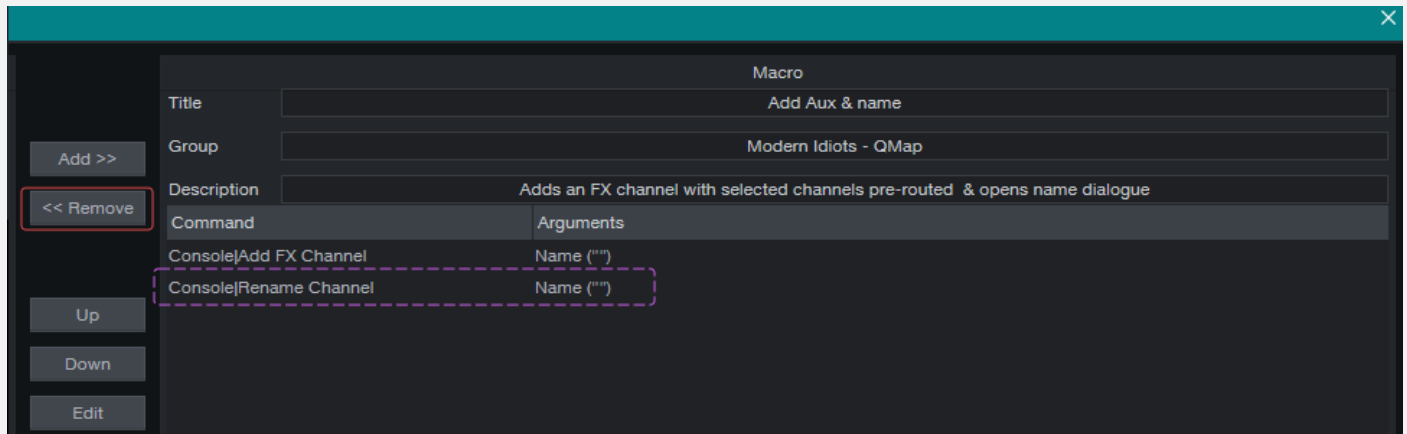 Macro
Title Add Aux & name
Group Modern Idiots - QMap
Add >>
Description Adds an FX channel with selected channels pre-routed  & opens name dialogue
<< Remove
Command Arguments
Console|Add FX Channel Name ("")
Console|Rename Channel Name ("")
Up
Down
Edit